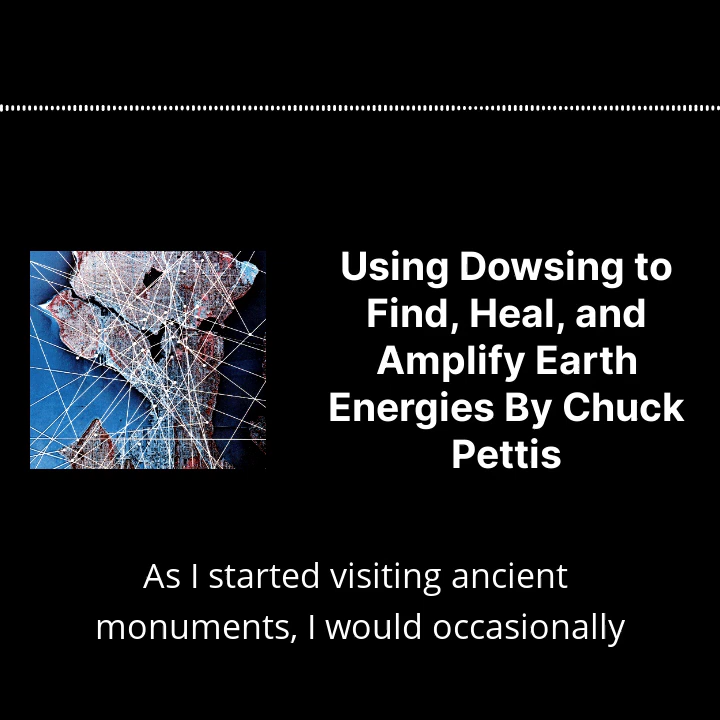 Using Dowsing to
Find, Heal, and
Amplify Earth
Energies By Chuck
Pettis
As I started visiting ancient
monuments, I would occasionally